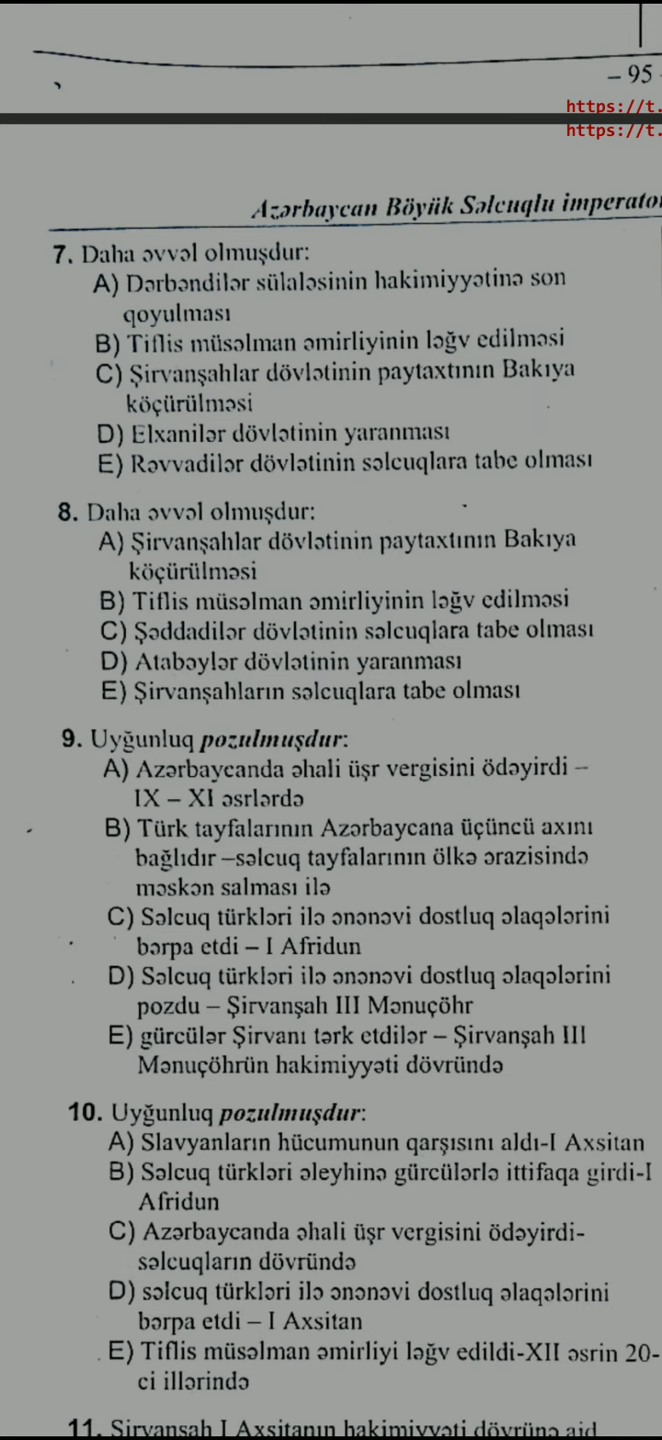 – 95
https://t.
https://t.
Azərbaycan Böyük Səlcuqlu imperato
7. Daha əvvəl olmuşdur:
A) Dərbəndilər sülaləsinin hakimiyyətinə son
qoyulması
B) Tiflis müsəlman əmirliyinin ləğv edilməsi
C) Şirvanşahlar dövlətinin paytaxtının Bakıya
köçürülməsi
D) Elxanilər dövlətinin yaranması
E) Rəvvadilər dövlətinin səlcuqlara tabe olması
8. Daha əvvəl olmuşdur:
A) Şirvanşahlar dövlətinin paytaxtının Bakıya
köçürülməsi
B) Tiflis müsəlman əmirliyinin ləğv edilməsi
C) Şəddadilər dövlətinin səlcuqlara tabe olması
D) Atabəylər dövlətinin yaranması
E) Şirvanşahların səlcuqlara tabe olması
9. Uyğunluq pozulmuşdur:
A) Azərbaycanda əhali üşr vergisini ödəyirdi –
IX – XI əsrlərdə
B) Türk tayfalarının Azərbaycana üçüncü axını
bağlıdır –səlcuq tayfalarının ölkə ərazisində
məskən salması ilə
C) Səlcuq türkləri ilə ənənəvi dostluq əlaqələrini
bərpa etdi – I Afridun
D) Səlcuq türkləri ilə ənənəvi dostluq əlaqələrini
pozdu – Şirvanşah III Mənuçöhr
E) gürcülər Şirvanı tərk etdilər – Şirvanşah III
Mənuçöhrün hakimiyyəti dövründə
10. Uyğunluq pozulmuşdur:
A) Slavyanların hücumunun qarşısını aldı-I Axsitan
B) Səlcuq türkləri əleyhinə gürcülərlə ittifaqa girdi-I
Afridun
C) Azərbaycanda əhali üşr vergisini ödəyirdi-
səlcuqların dövründə
D) səlcuq türkləri ilə ənənəvi dostluq əlaqələrini
bərpa etdi – I Axsitan
E) Tiflis müsəlman əmirliyi ləğv edildi-XII əsrin 20-
ci illərində
11. Şirvanşah I Axsitanın hakimiyyəti dövrünə aid